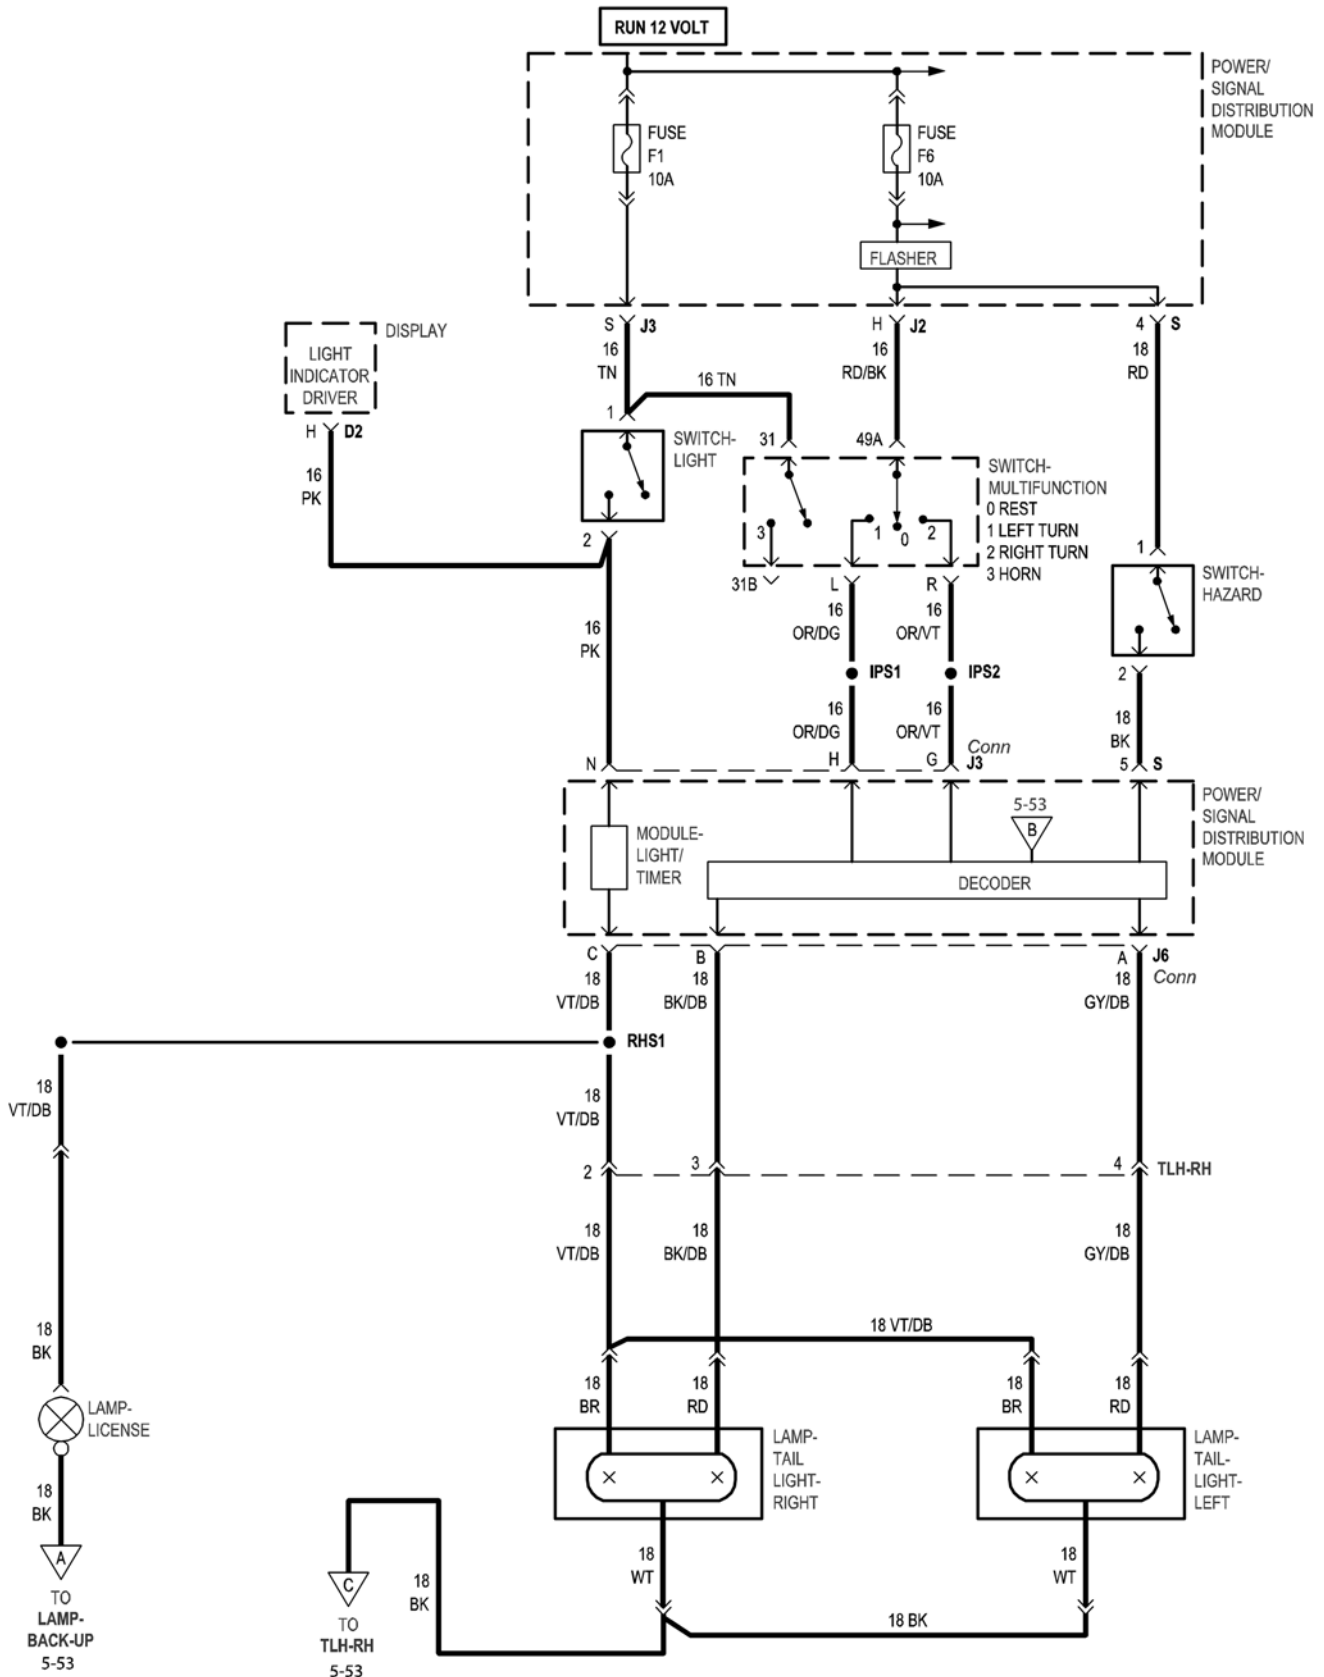 RUN 12 VOLT
POWER/
SIGNAL
DISTRIBUTION
MODULE
FUSE
F1
10A
FUSE
F6
10A
FLASHER
S
J3
H
J2
4
S
DISPLAY
LIGHT
INDICATOR
DRIVER
H
D2
16
TN
16 TN
16
RD/BK
18
RD
1
SWITCH-
LIGHT
31
49A
SWITCH-
MULTIFUNCTION
0 REST
1 LEFT TURN
2 RIGHT TURN
3 HORN
16
PK
3
1
0
2
2
31B
L
R
1
SWITCH-
HAZARD
16
PK
16
OR/DG
16
OR/VT
IPS1
IPS2
2
16
OR/DG
16
OR/VT
18
BK
N
H
G
Conn
J3
5
S
POWER/
SIGNAL
DISTRIBUTION
MODULE
5-53
B
MODULE-
LIGHT/
TIMER
DECODER
C
B
A
J6
Conn
18
VT/DB
18
BK/DB
18
GY/DB
RHS1
18
VT/DB
18
VT/DB
2
3
4
TLH-RH
18
VT/DB
18
BK/DB
18
GY/DB
18 VT/DB
18
BK
18
BR
18
RD
18
BR
18
RD
LAMP-
LICENSE
LAMP-
TAIL
LIGHT-
RIGHT
LAMP-
TAIL-
LIGHT-
LEFT
18
BK
18
WT
18
WT
A
TO
LAMP-
BACK-UP
5-53
C
TO
TLH-RH
5-53
18
BK
18 BK